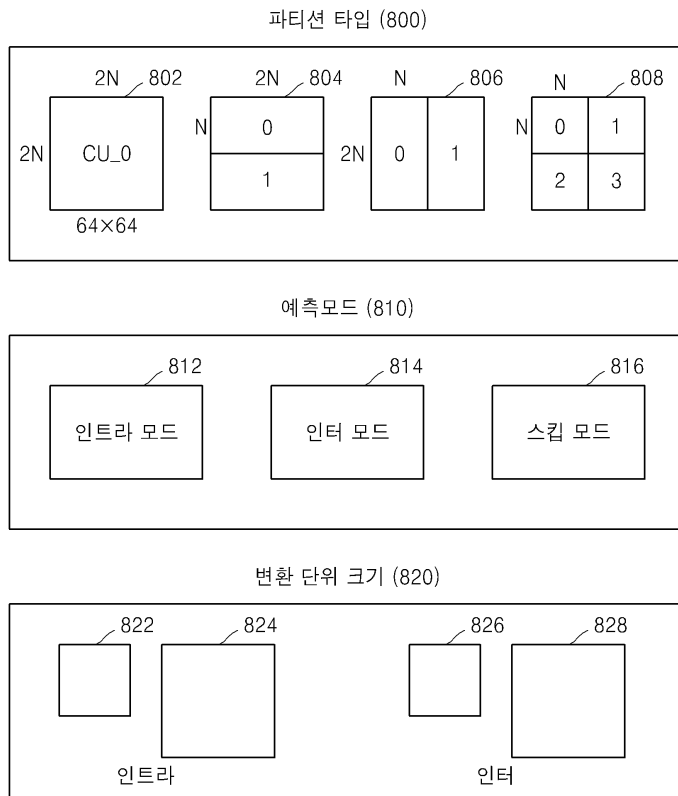 파티션 타입 (800)
2N 802 2N 804 N 806 N 808
2N CU_0 N 0 2N 0 1 N 0 1
1 2 3
64×64
예측모드 (810)
812 814 816
인트라 모드 인터 모드 스킵 모드
변환 단위 크기 (820)
822 824 826 828
인트라 인터